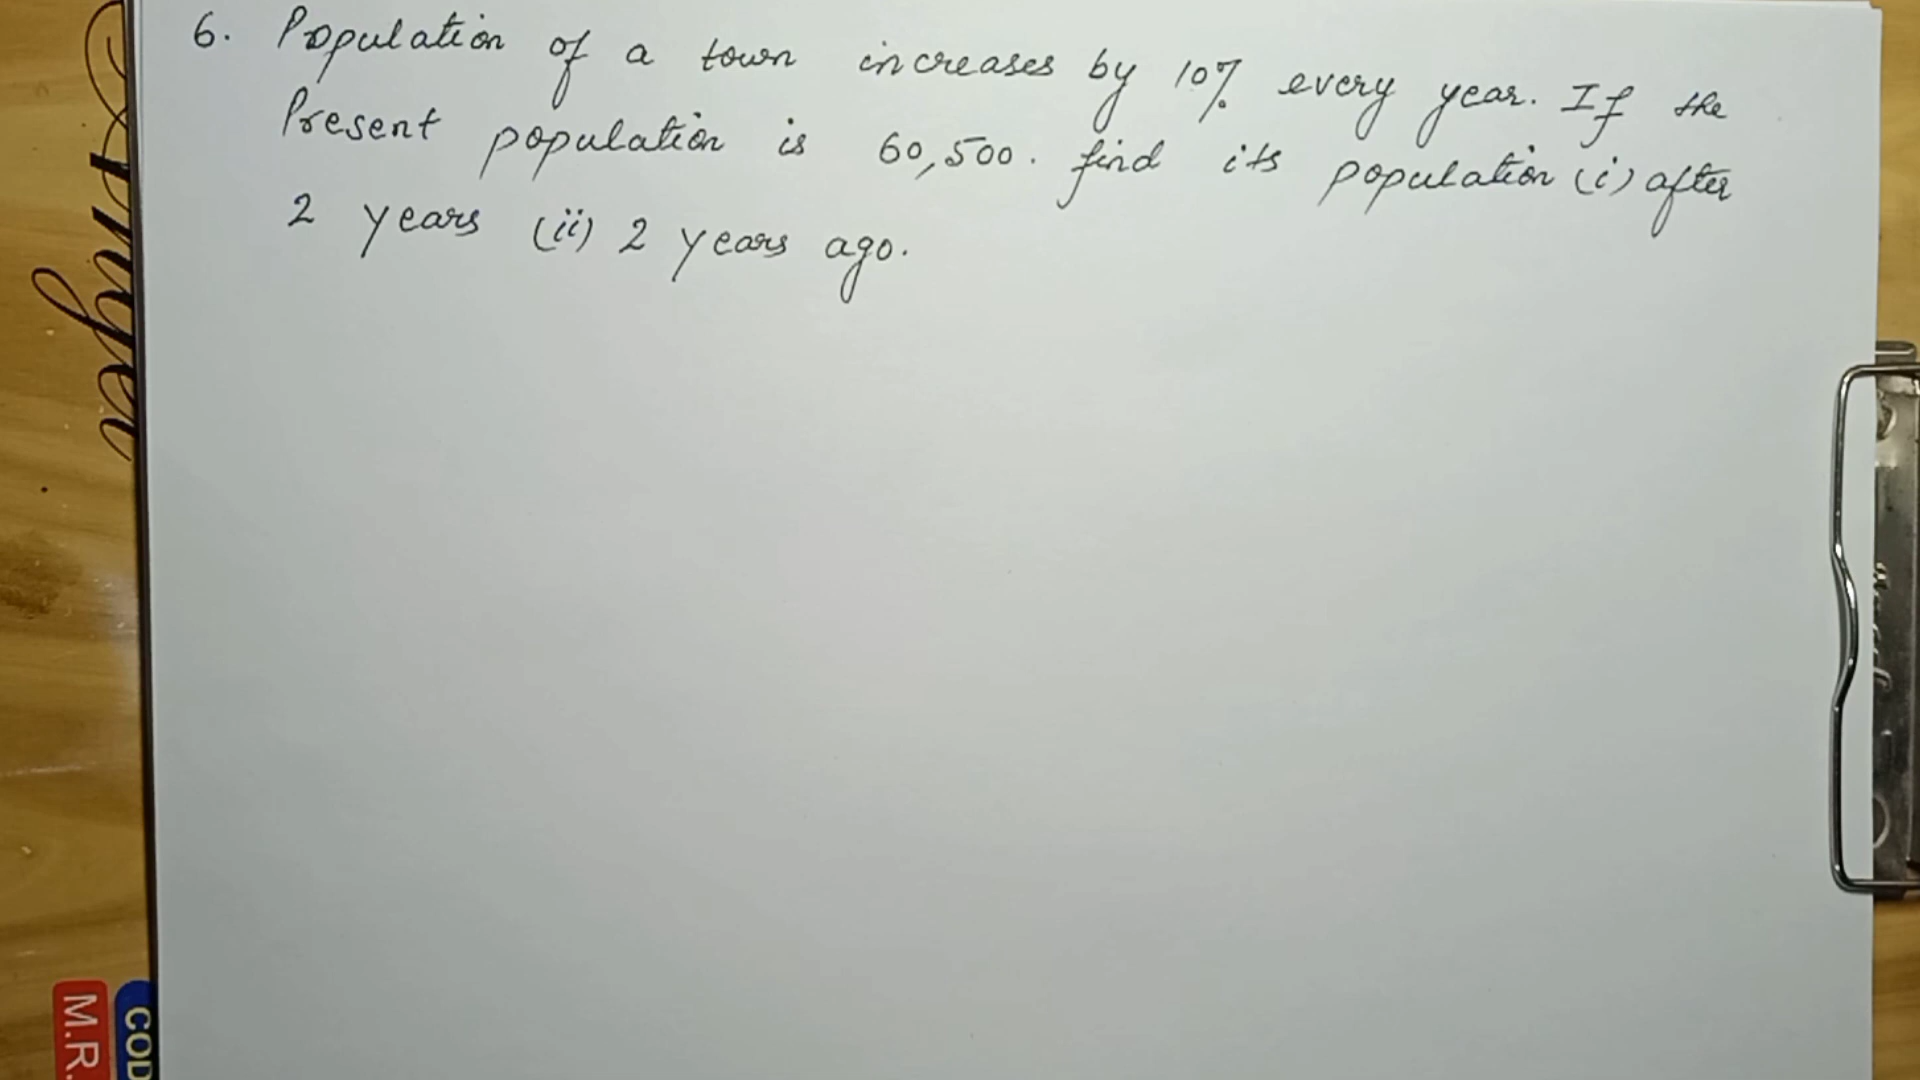 6. Population of a town increases by 10% every year. If the
Present population is 60,500. find its population (i) after
2 years (ii) 2 years ago.
M.R.
COD